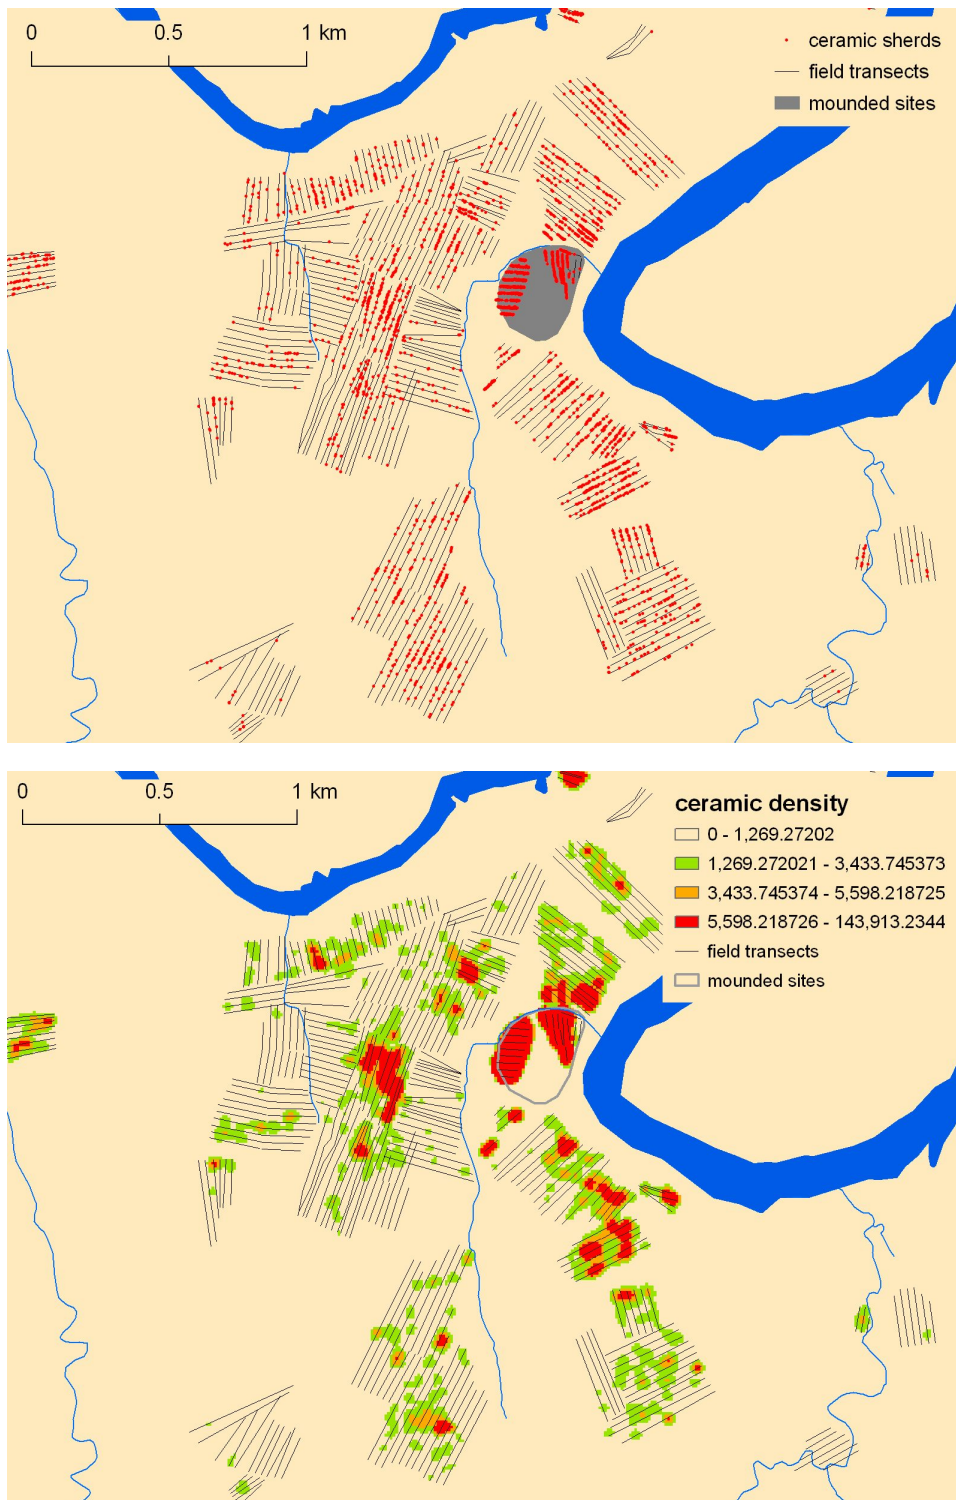 0 0.5 1 km
ceramic sherds
field transects
mounded sites
0 0.5 1 km
ceramic density
0 - 1,269.27202
1,269.272021 - 3,433.745373
3,433.745374 - 5,598.218725
5,598.218726 - 143,913.2344
field transects
mounded sites